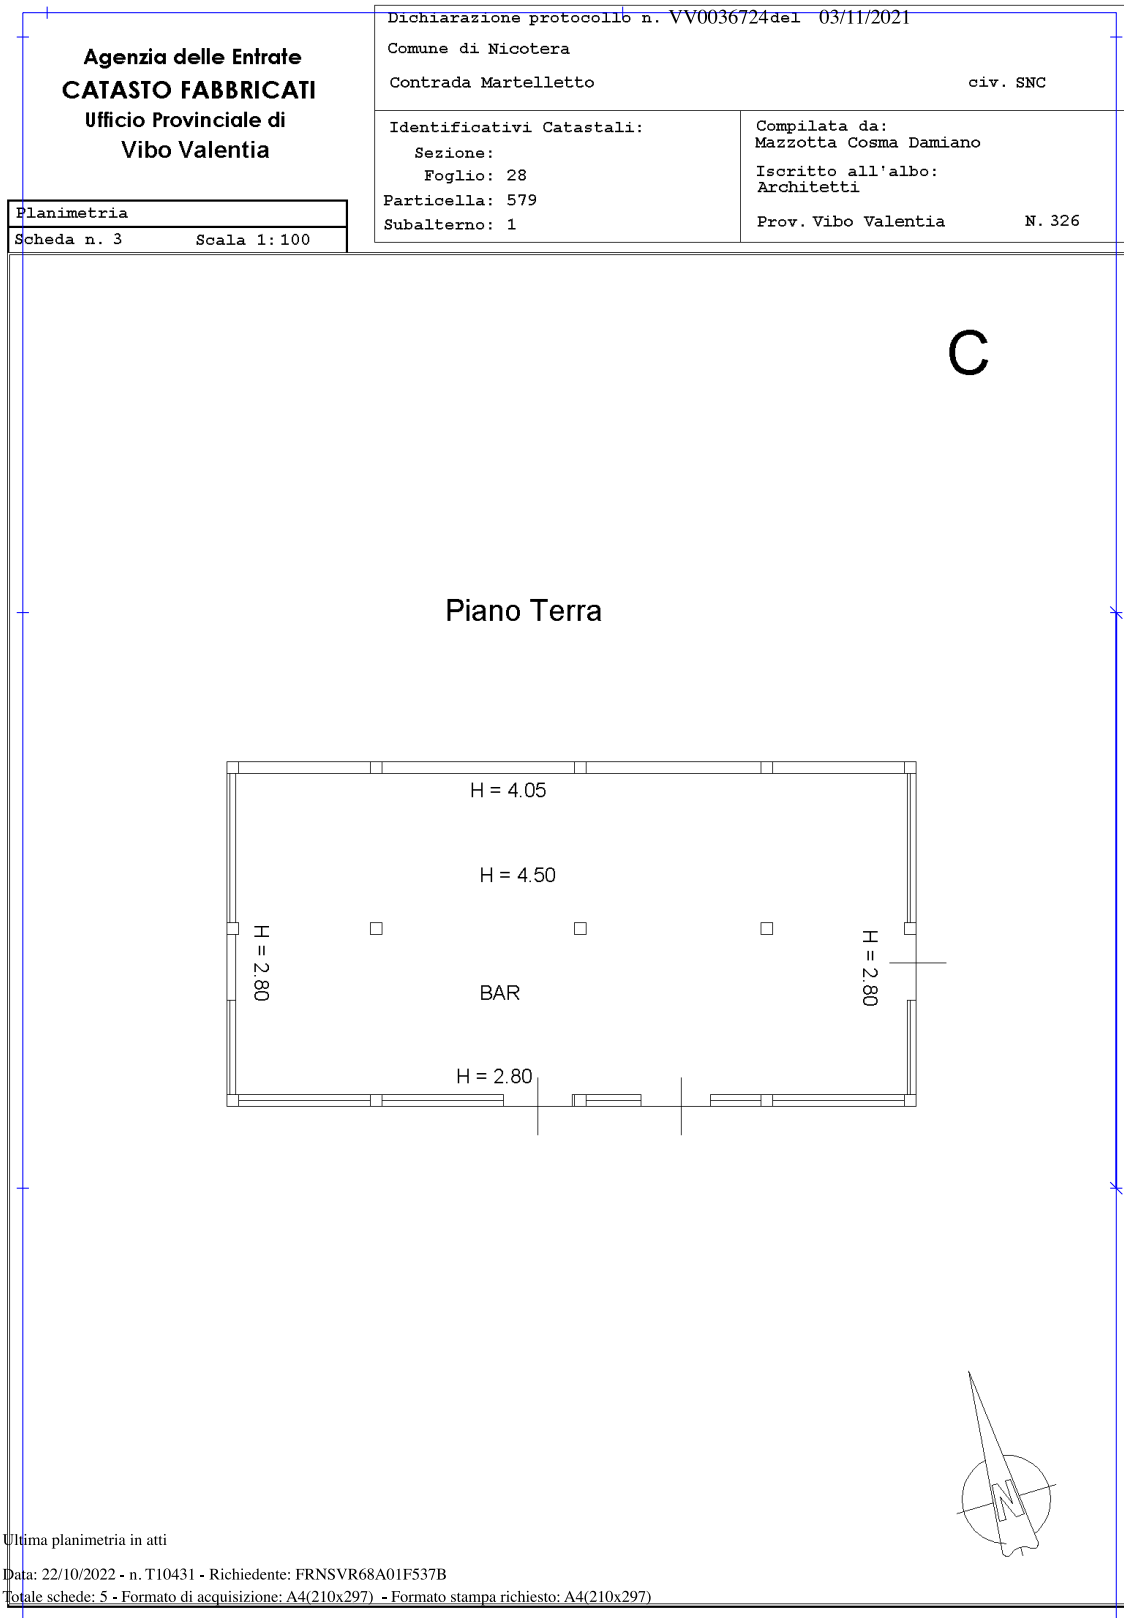 Agenzia delle Entrate
CATASTO FABBRICATI
Ufficio Provinciale di
Vibo Valentia
Dichiarazione protocollo n. VV0036724del 03/11/2021
Comune di Nicotera
Contrada Martelletto civ. SNC
Identificativi Catastali:
Sezione:
Foglio: 28
Particella: 579
Subalterno: 1
Compilata da:
Mazzotta Cosma Damiano
Iscritto all'albo:
Architetti
Prov. Vibo Valentia N. 326
Planimetria
Scheda n. 3 Scala 1:100
C
Piano Terra
H = 4.05
H = 4.50
H = 2.80
H = 2.80
BAR
H = 2.80
N
Ultima planimetria in atti
Data: 22/10/2022 - n. T10431 - Richiedente: FRNSVR68A01F537B
Totale schede: 5 - Formato di acquisizione: A4(210x297) - Formato stampa richiesto: A4(210x297)